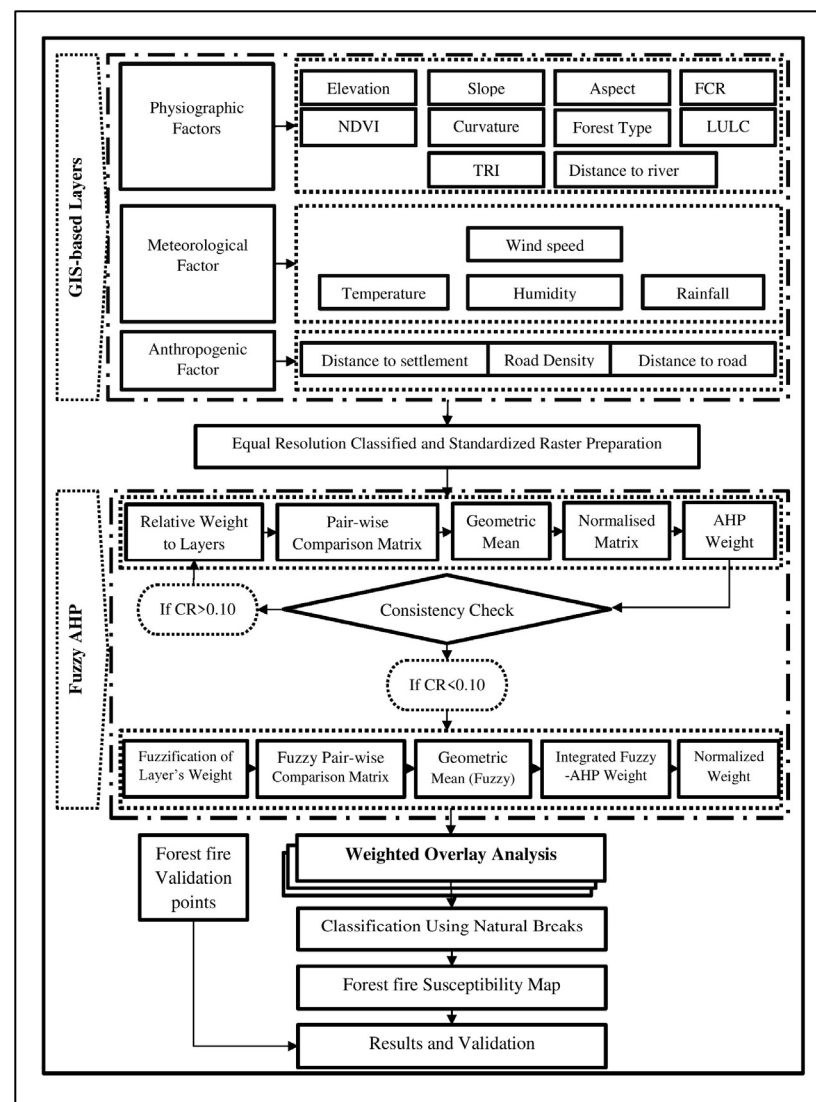 GIS-based Layers
Physiographic
Factors
Elevation
Slope
Aspect
FCR
NDVI
Curvature
Forest Type
LULC
TRI
Distance to river
Meteorological
Factor
Wind speed
Temperature
Humidity
Rainfall
Anthropogenic
Factor
Distance to settlement
Road Density
Distance to road
Equal Resolution Classified and Standardized Raster Preparation
Fuzzy AHP
Relative Weight
to Layers
Pair-wise
Comparison Matrix
Geometric
Mean
Normalised
Matrix
AHP
Weight
If CR>0.10
Consistency Check
If CR<0.10
Fuzzification of
Layer's Weight
Fuzzy Pair-wise
Comparison Matrix
Geometric
Mean (Fuzzy)
Integrated Fuzzy
-AHP Weight
Normalized
Weight
Forest fire
Validation
points
Weighted Overlay Analysis
Classification Using Natural Breaks
Forest fire Susceptibility Map
Results and Validation